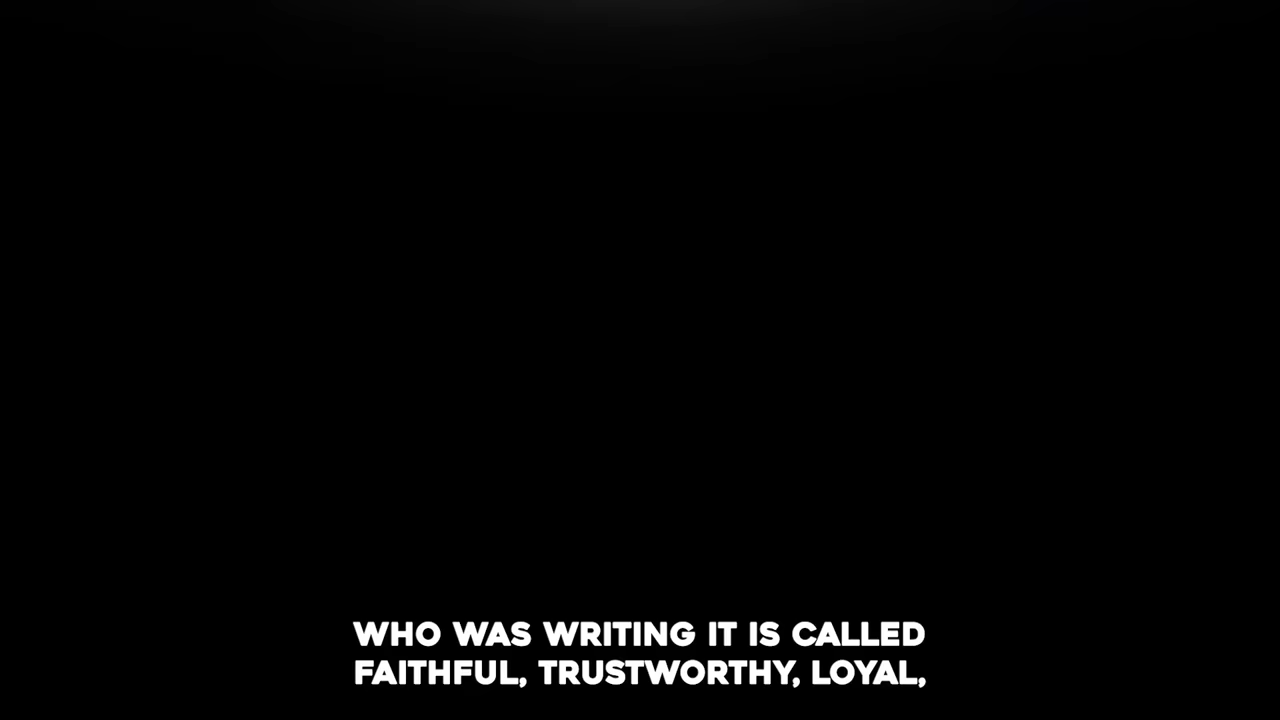 WHO WAS WRITING IT IS CALLED
FAITHFUL, TRUSTWORTHY, LOYAL,